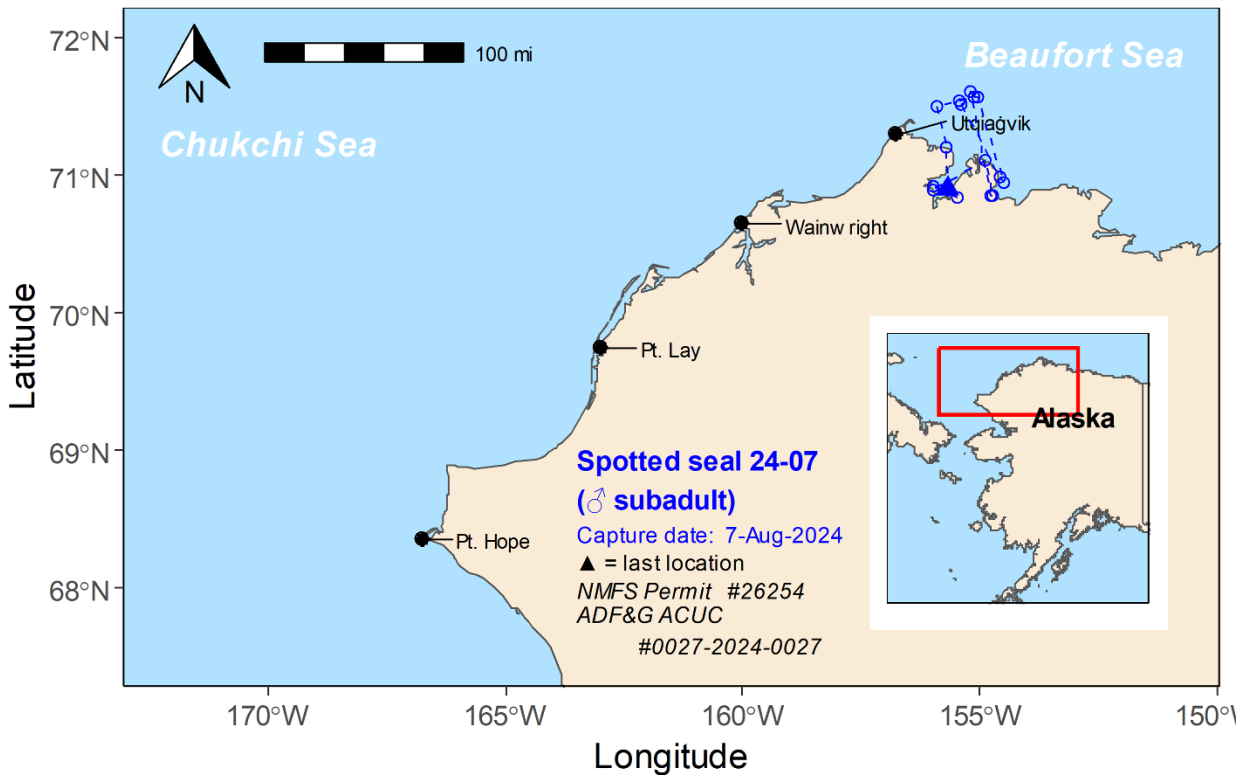 72°N
71°N
70°N
69°N
68°N
Latitude
N
100 mi
Beaufort Sea
Chukchi Sea
Utqiaġvik
Wainw right
Pt. Lay
Pt. Hope
Spotted seal 24-07
(♂ subadult)
Capture date: 7-Aug-2024
▲ = last location
NMFS Permit #26254
ADF&G ACUC
#0027-2024-0027
Alaska
170°W
165°W
160°W
155°W
150°W
Longitude